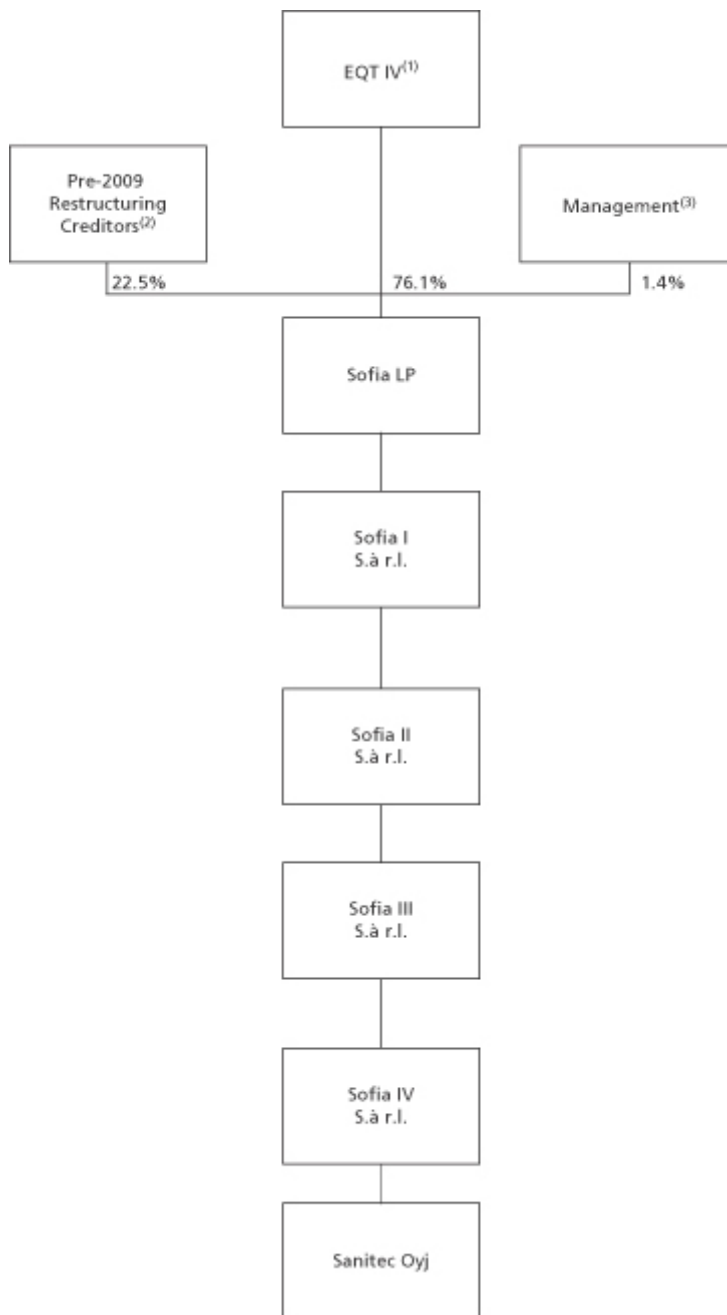 EQT IV(1)
Pre-2009
Restructuring
Creditors(2)
Management(3)
22.5%
76.1%
1.4%
Sofia LP
Sofia I
S.à r.l.
Sofia II
S.à r.l.
Sofia III
S.à r.l.
Sofia IV
S.à r.l.
Sanitec Oyj